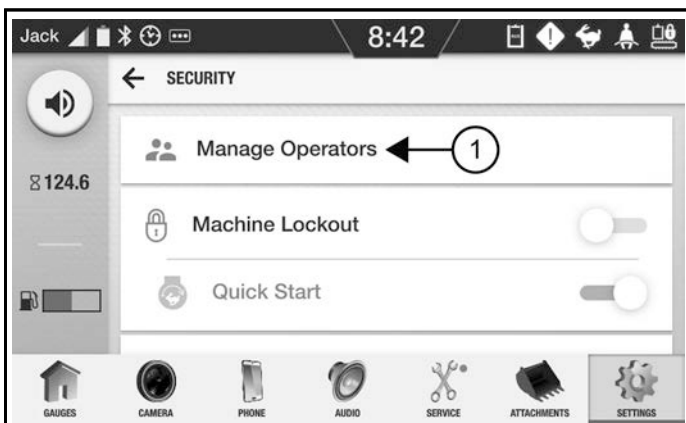 Jack 8:42
SECURITY
Manage Operators 1
124.6
Machine Lockout
Quick Start
GAUGES CAMERA PHONE AUDIO SERVICE ATTACHMENTS SETTINGS